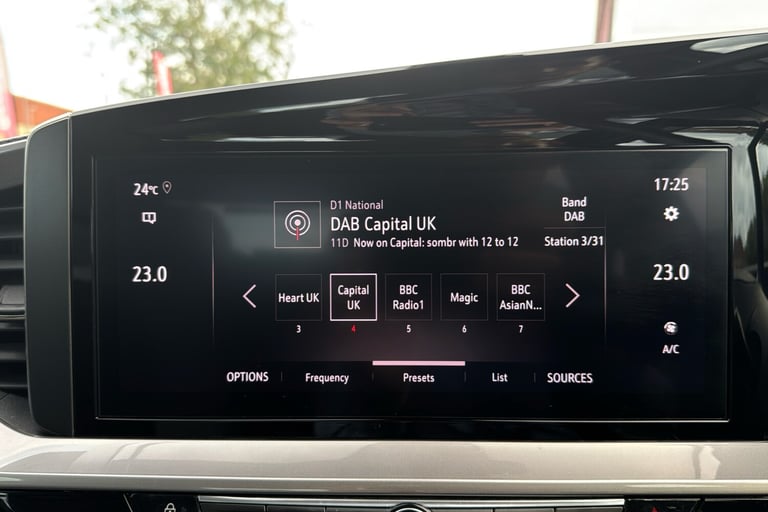 24°C
17:25
D1 National
Band
DAB
DAB Capital UK
11D Now on Capital: sombr with 12 to 12
Station 3/31
23.0
23.0
Heart UK
Capital
UK
BBC
Radio1
Magic
BBC
AsianN...
3
4
5
6
7
A/C
OPTIONS
Frequency
Presets
List
SOURCES